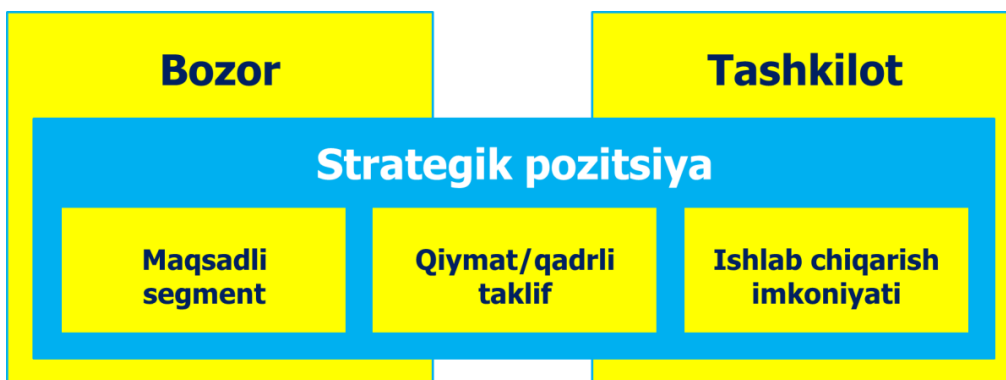 Bozor
Tashkilot
Strategik pozitsiya
Maqsadli
segment
Qiymat/qadrli
taklif
Ishlab chiqarish
imkoniyati